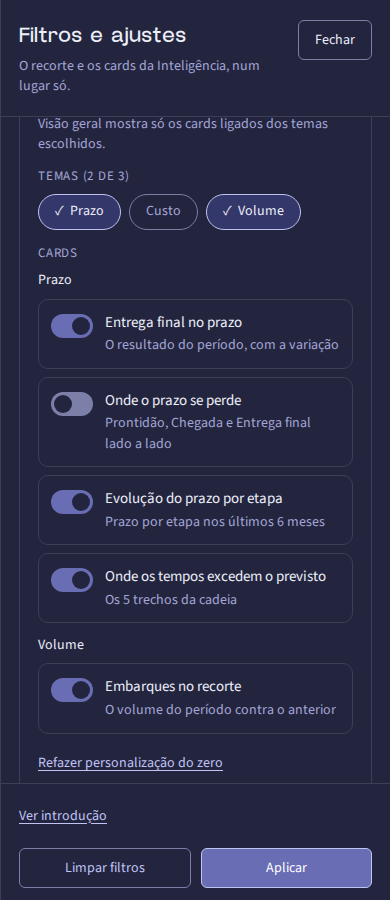 Filtros e ajustes
Fechar
O recorte e os cards da Inteligência, num
lugar só.
Visão geral mostra só os cards ligados dos temas
escolhidos.
TEMAS (2 DE 3)
✓ Prazo
Custo
✓ Volume
CARDS
Prazo
Entrega final no prazo
O resultado do período, com a variação
Onde o prazo se perde
Prontidão, Chegada e Entrega final
lado a lado
Evolução do prazo por etapa
Prazo por etapa nos últimos 6 meses
Onde os tempos excedem o previsto
Os 5 trechos da cadeia
Volume
Embarques no recorte
O volume do período contra o anterior
Refazer personalização do zero
Ver introdução
Limpar filtros
Aplicar